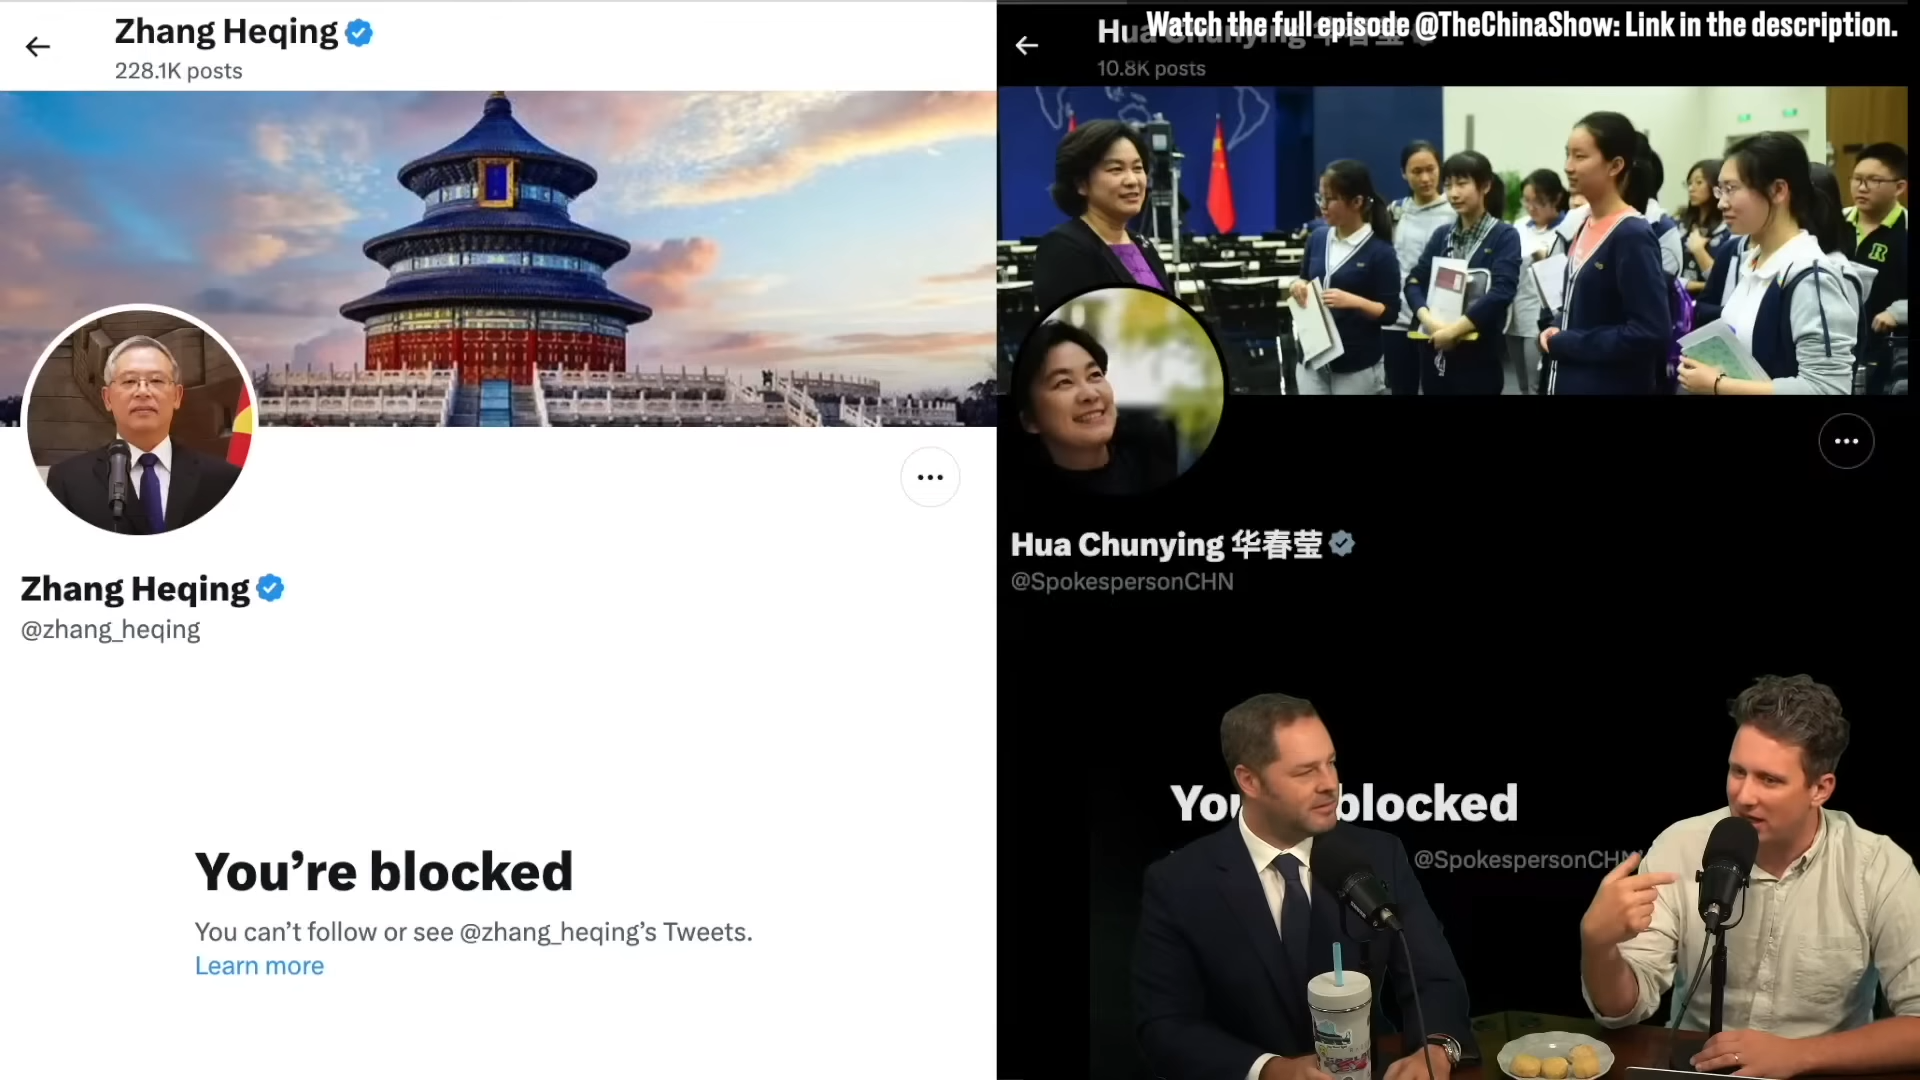 Zhang Heqing
228.1K posts
Zhang Heqing
@zhang_heqing
You're blocked
You can't follow or see @zhang_heqing's Tweets.
Learn more
Watch the full episode @TheChinaShow: Link in the description.
Hua Chunying
10.8K posts
R
Hua Chunying 华春莹
@SpokespersonCHN
blocked